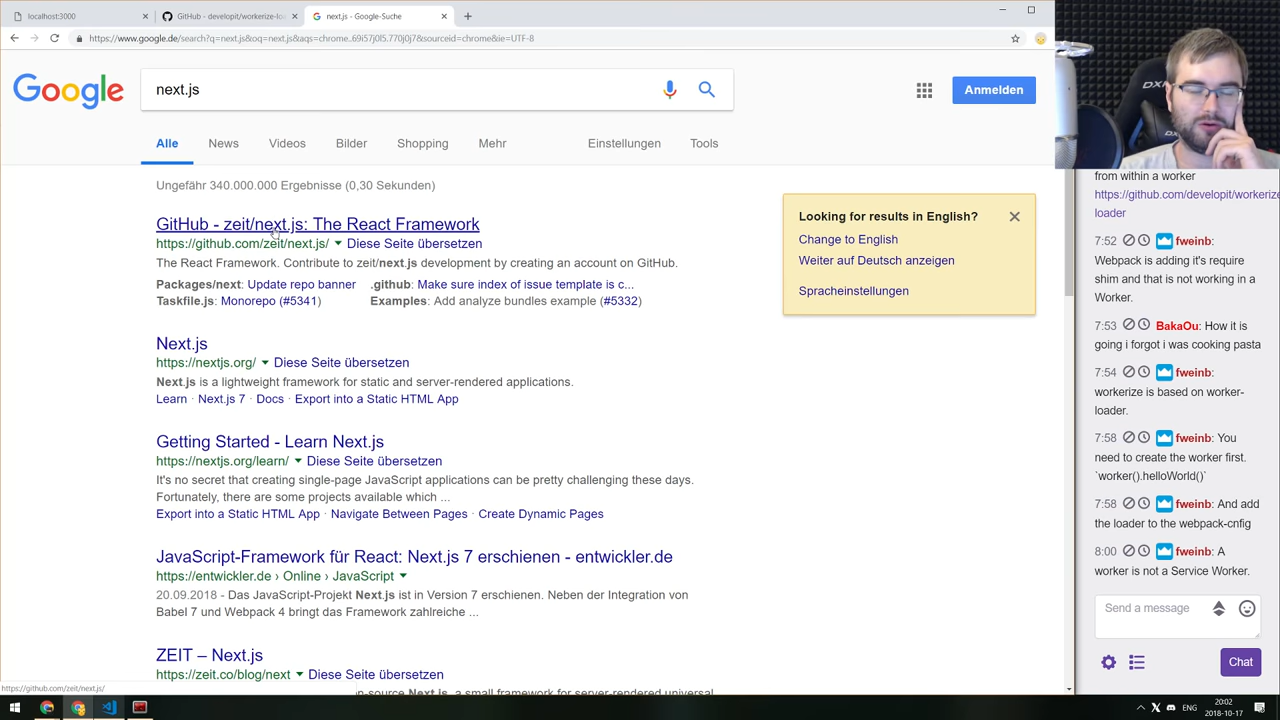 localhost:3000
GitHub - developit/workerize-lo
next.js - Google-Suche
https://www.google.de/search?q=next.js&oq=next.js&aqs=chrome..69i57j0l5.770j0j7&sourceid=chrome&ie=UTF-8
Google
next.js
Anmelden
Alle
News
Videos
Bilder
Shopping
Mehr
Einstellungen
Tools
Ungefähr 340.000.000 Ergebnisse (0,30 Sekunden)
GitHub - zeit/next.js: The React Framework
https://github.com/zeit/next.js/ Diese Seite übersetzen
The React Framework. Contribute to zeit/next.js development by creating an account on GitHub.
Packages/next: Update repo banner
.github: Make sure index of issue template is c...
Taskfile.js: Monorepo (#5341)
Examples: Add analyze bundles example (#5332)
Next.js
https://nextjs.org/ Diese Seite übersetzen
Next.js is a lightweight framework for static and server-rendered applications.
Learn · Next.js 7 · Docs · Export into a Static HTML App
Getting Started - Learn Next.js
https://nextjs.org/learn/ Diese Seite übersetzen
It's no secret that creating single-page JavaScript applications can be pretty challenging these days.
Fortunately, there are some projects available which ...
Export into a Static HTML App · Navigate Between Pages · Create Dynamic Pages
JavaScript-Framework für React: Next.js 7 erschienen - entwickler.de
https://entwickler.de › Online › JavaScript
20.09.2018 - Das JavaScript-Projekt Next.js ist in Version 7 erschienen. Neben der Integration von
Babel 7 und Webpack 4 bringt das Framework zahlreiche ...
ZEIT – Next.js
https://zeit.co/blog/next Diese Seite übersetzen
Next.js, a small framework for server-rendered universal
https://github.com/zeit/next.js/
Looking for results in English?
Change to English
Weiter auf Deutsch anzeigen
Spracheinstellungen
DXR
from within a worker
https://github.com/developit/workerize
loader
7:52 fweinb:
Webpack is adding it's require
shim and that is not working in a
Worker.
7:53 BakaOu: How it is
going i forgot i was cooking pasta
7:54 fweinb:
workerize is based on worker-
loader.
7:58 fweinb: You
need to create the worker first.
`worker().helloWorld()`
7:58 fweinb: And add
the loader to the webpack-cnfig
8:00 fweinb: A
worker is not a Service Worker.
Send a message
Chat
ENG
20:02
2018-10-17